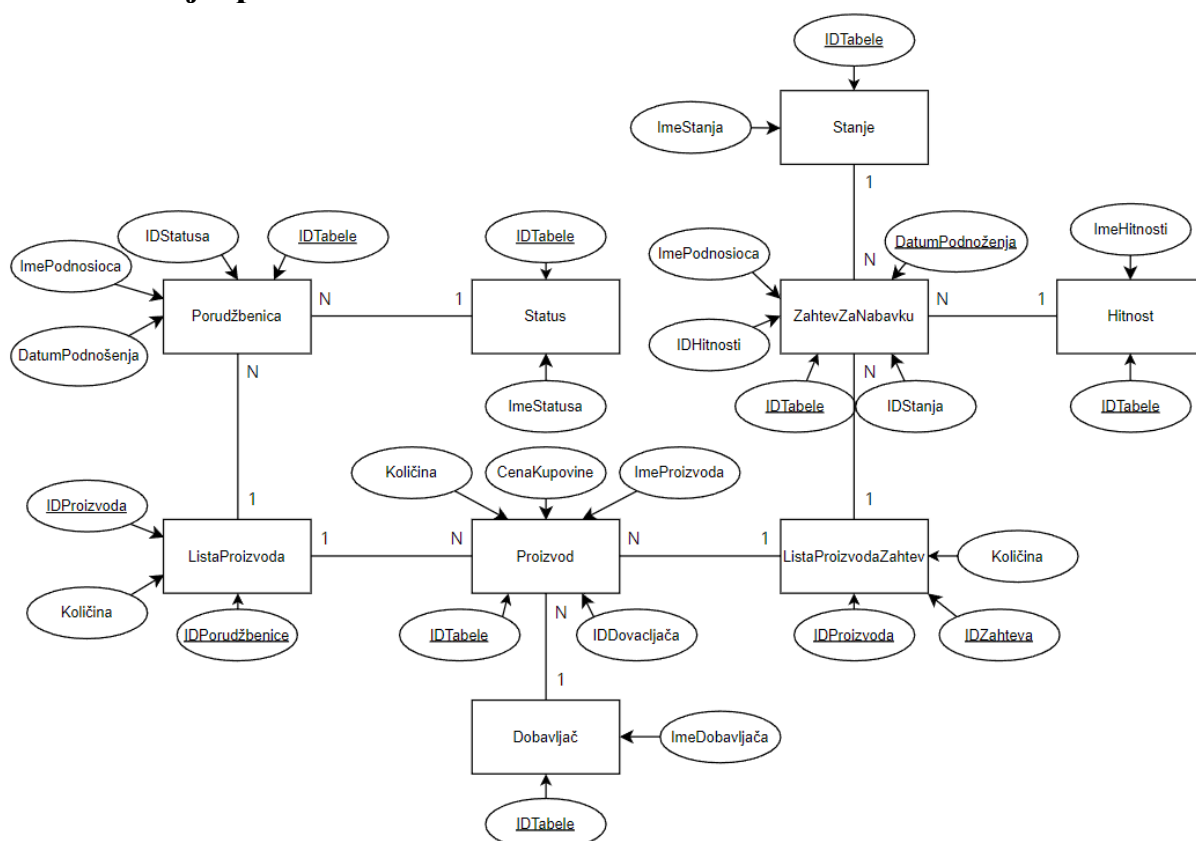 IDTabele
ImeStanja
Stanje
1
IDStatusa
IDTabele
IDTabele
ImePodnosioca
DatumPodnoženja
ImeHitnosti
ImePodnosioca
N
Porudžbenica
N
1
Status
ZahtevZaNabavku
N
1
Hitnost
DatumPodnošenja
IDHitnosti
N
N
ImeStatusa
IDTabele
IDStanja
IDTabele
Količina
CenaKupovine
ImeProizvoda
IDProizvoda
1
1
ListaProizvoda
1
N
Proizvod
N
1
ListaProizvodaZahtev
Količina
Količina
N
IDPorudžbenice
IDTabele
IDDovacljača
IDProizvoda
IDZahteva
1
Dobavljač
ImeDobavljača
IDTabele